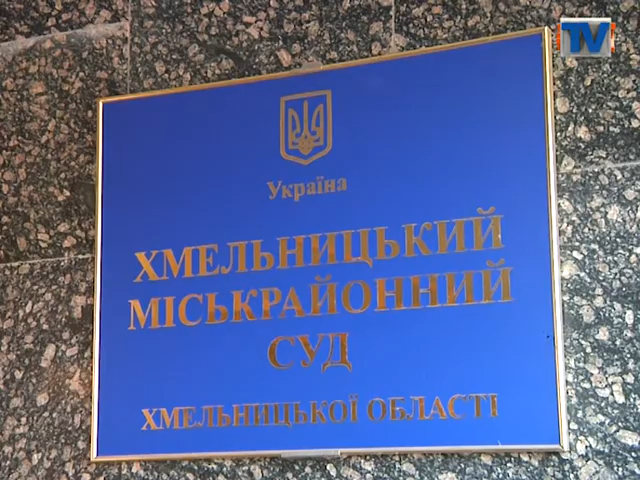 TV
Україна
ХМЕЛЬНИЦЬКИЙ
МІСЬКРАЙОННИЙ
СУД
ХМЕЛЬНИЦЬКОЇ ОБЛАСТІ